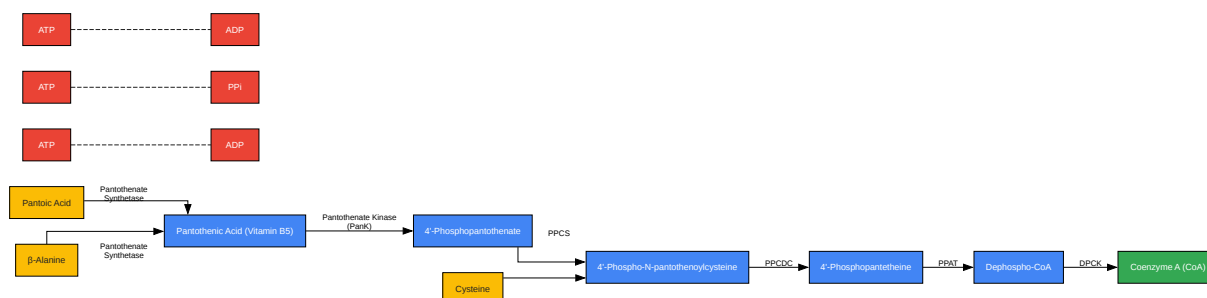 ATP
ADP
ATP
PPi
ATP
ADP
Pantoic Acid
Pantothenate
Synthetase
β-Alanine
Pantothenate
Synthetase
Pantothenic Acid (Vitamin B5)
Pantothenate Kinase
(PanK)
4'-Phosphopantothenate
PPCS
Cysteine
4'-Phospho-N-pantothenoylcysteine
PPCDC
4'-Phosphopantetheine
PPAT
Dephospho-CoA
DPCK
Coenzyme A (CoA)